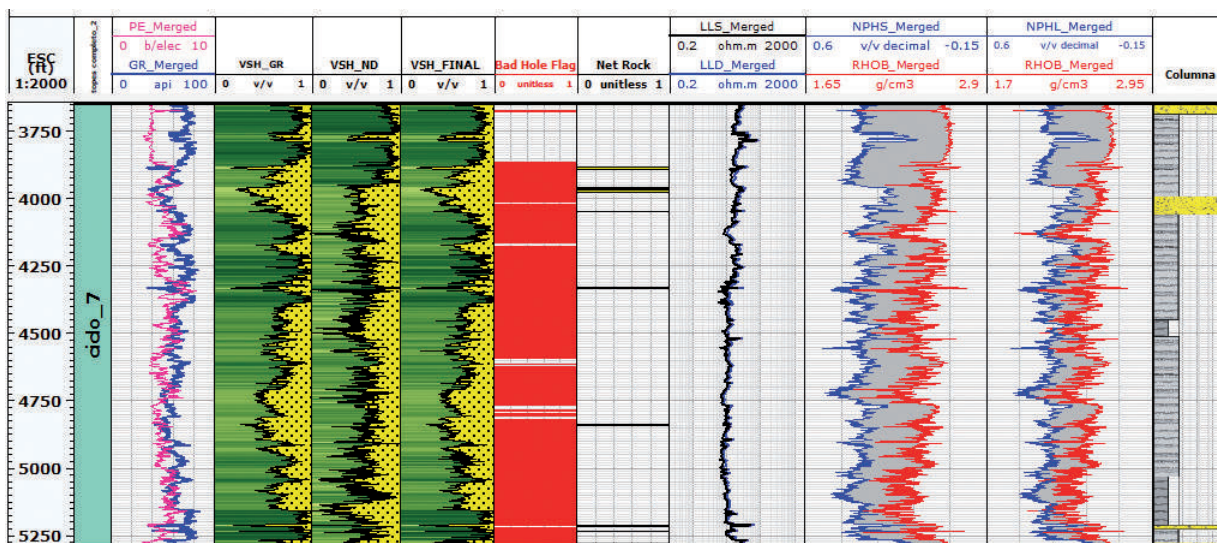 ESC
(ft)
1:2000
topes completo_2
PE_Merged
0 b/elec 10
GR_Merged
0 api 100
VSH_GR
0 v/v 1
VSH_ND
0 v/v 1
VSH_FINAL
0 v/v 1
Bad Hole Flag
0 unitless 1
Net Rock
0 unitless 1
LLS_Merged
0.2 ohm.m 2000
LLD_Merged
0.2 ohm.m 2000
NPHS_Merged
0.6 v/v decimal -0.15
RHOB_Merged
1.65 g/cm3 2.9
NPHL_Merged
0.6 v/v decimal -0.15
RHOB_Merged
1.7 g/cm3 2.95
Columna
3750
4000
4250
4500
4750
5000
5250